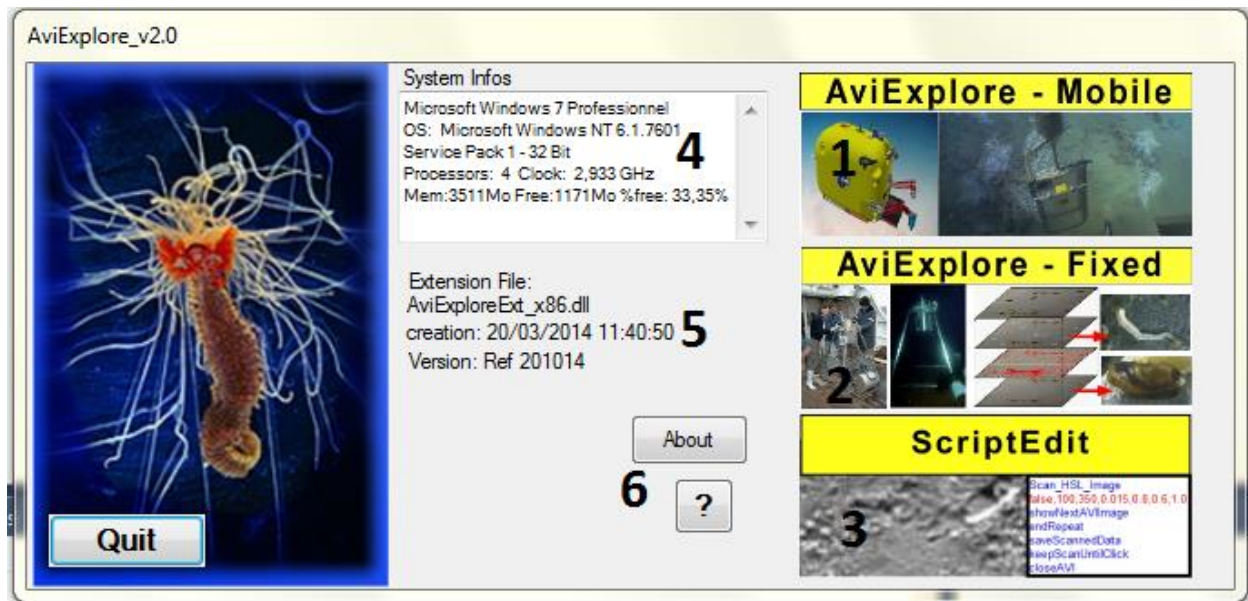 AviExplore_v2.0
System Infos
Microsoft Windows 7 Professionnel
OS: Microsoft Windows NT 6.1.7601
Service Pack 1 - 32 Bit
Processors: 4 Clock: 2,933 GHz
Mem:3511Mo Free:1171Mo %free: 33,35%
4
Extension File:
AviExploreExt_x86.dll
creation: 20/03/2014 11:40:50
Version: Ref 201014
5
About
6
?
Quit
AviExplore - Mobile
1
AviExplore - Fixed
2
ScriptEdit
3
Scan_HSL_Image
false,100,350,0.015,0.8,0.6,1.0
showNextAVIImage
endRepeat
saveScannedData
keepScanUntilClick
closeAVI